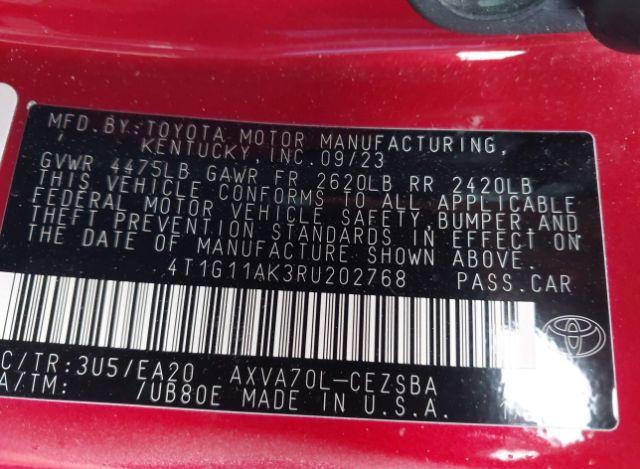 MFD. BY: TOYOTA MOTOR MANUFACTURING,
KENTUCKY, INC. 09/23
GVWR 4475LB GAWR FR 2620LB RR 2420LB
THIS VEHICLE CONFORMS TO ALL APPLICABLE
FEDERAL MOTOR VEHICLE SAFETY, BUMPER, AND
THEFT PREVENTION STANDARDS IN EFFECT ON
THE DATE OF MANUFACTURE SHOWN ABOVE.
4T1G11AK3RU202768 PASS.CAR
C/TR:3U5/EA20 AXVA70L-CEZSBA
A/TM: /UB80E MADE IN U.S.A.